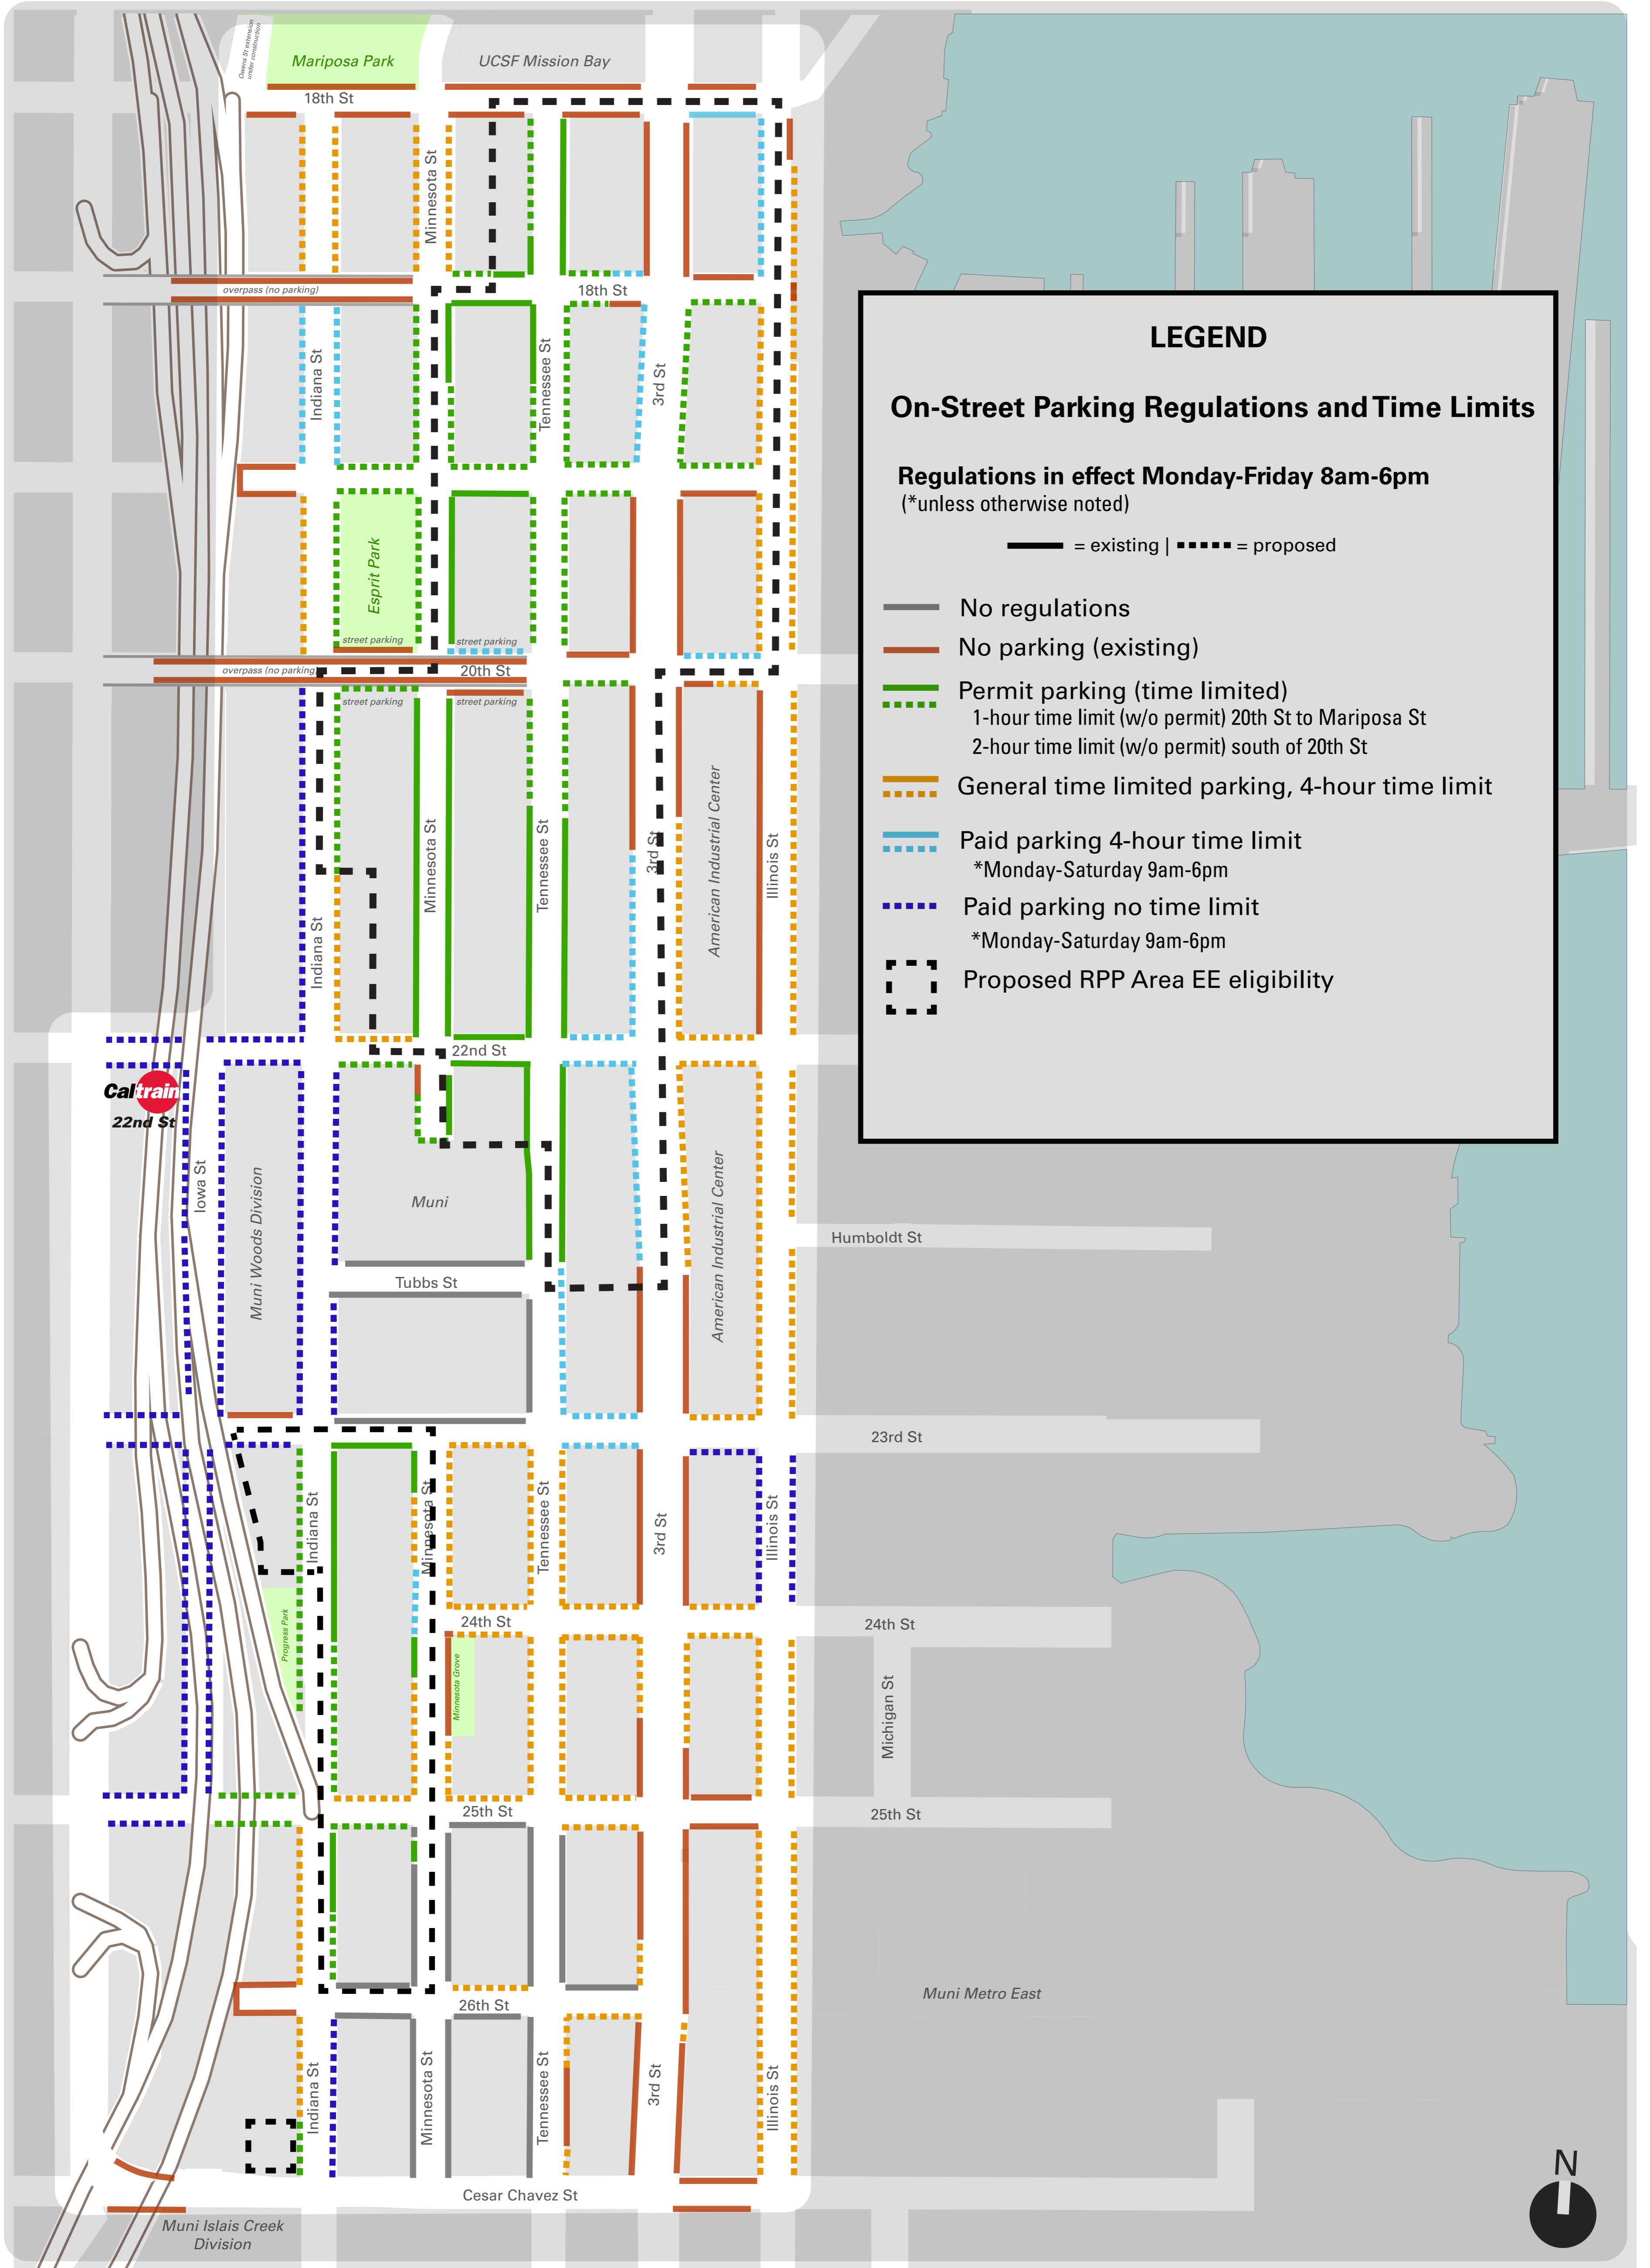 Owens St extension
under construction
Mariposa Park
UCSF Mission Bay
18th St
Minnesota St
overpass (no parking)
18th St
Indiana St
Tennessee St
3rd St
Esprit Park
street parking
street parking
overpass (no parking)
20th St
street parking
street parking
Minnesota St
Tennessee St
3rd St
American Industrial Center
Illinois St
Indiana St
22nd St
Caltrain
22nd St
Iowa St
Muni Woods Division
Muni
American Industrial Center
Humboldt St
Tubbs St
23rd St
Indiana St
Minnesota St
Tennessee St
3rd St
Illinois St
Progress Park
24th St
24th St
Minnesota Grove
Michigan St
25th St
25th St
Muni Metro East
26th St
Indiana St
Minnesota St
Tennessee St
3rd St
Illinois St
Cesar Chavez St
Muni Islais Creek
Division
N
LEGEND
On-Street Parking Regulations and Time Limits
Regulations in effect Monday-Friday 8am-6pm
(*unless otherwise noted)
= existing | = proposed
No regulations
No parking (existing)
Permit parking (time limited)
1-hour time limit (w/o permit) 20th St to Mariposa St
2-hour time limit (w/o permit) south of 20th St
General time limited parking, 4-hour time limit
Paid parking 4-hour time limit
*Monday-Saturday 9am-6pm
Paid parking no time limit
*Monday-Saturday 9am-6pm
Proposed RPP Area EE eligibility